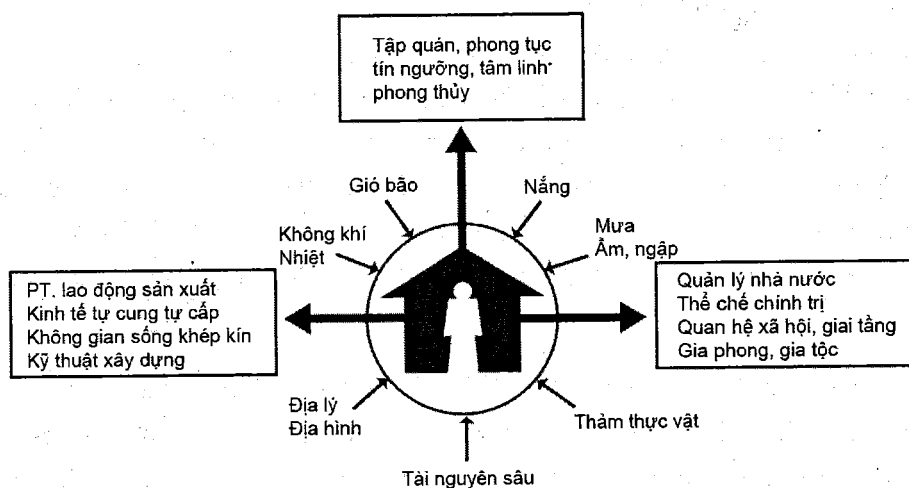 Tập quán, phong tục
tín ngưỡng, tâm linh
phong thủy
Gió bão
Nắng
Không khí
Nhiệt
Mưa
Ẩm, ngập
PT. lao động sản xuất
Kinh tế tự cung tự cấp
Không gian sống khép kín
Kỹ thuật xây dựng
Quản lý nhà nước
Thể chế chính trị
Quan hệ xã hội, giai tầng
Gia phong, gia tộc
Địa lý
Địa hình
Thảm thực vật
Tài nguyên sâu